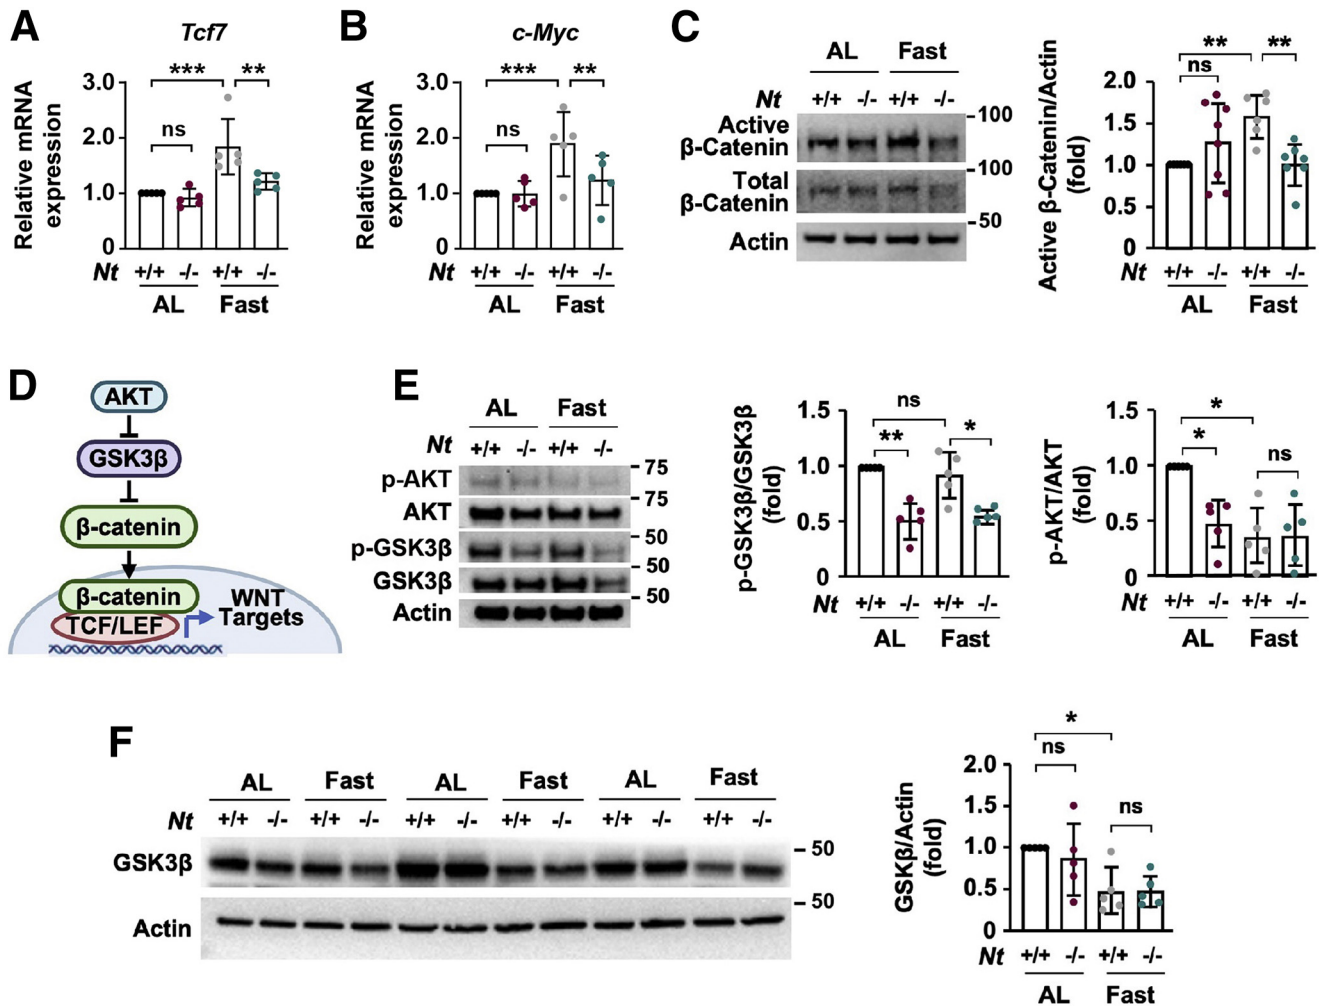 A
Tcf7
Relative mRNA
expression
3.0
2.0
1.0
0
***
**
ns
Nt +/+ -/- +/+ -/-
AL Fast
B
c-Myc
Relative mRNA
expression
3.0
2.0
1.0
0
***
**
ns
Nt +/+ -/- +/+ -/-
AL Fast
C
AL Fast
Nt +/+ -/- +/+ -/-
Active
β-Catenin
Total
β-Catenin
Actin
100
100
50
Active β-Catenin/Actin
(fold)
2.0
1.5
1.0
0.5
0
**
**
ns
Nt +/+ -/- +/+ -/-
AL Fast
D
AKT
GSK3β
β-catenin
β-catenin
TCF/LEF
WNT
Targets
E
AL Fast
Nt +/+ -/- +/+ -/-
p-AKT
AKT
p-GSK3β
GSK3β
Actin
75
75
50
50
50
p-GSK3β/GSK3β
(fold)
1.5
1.0
0.5
0
ns
**
*
Nt +/+ -/- +/+ -/-
AL Fast
p-AKT/AKT
(fold)
1.5
1.0
0.5
0
*
*
ns
Nt +/+ -/- +/+ -/-
AL Fast
F
AL Fast AL Fast AL Fast
Nt +/+ -/- +/+ -/- +/+ -/- +/+ -/- +/+ -/- +/+ -/-
GSK3β
Actin
50
50
GSKβ/Actin
(fold)
2.0
1.5
1.0
0.5
0
*
ns
ns
Nt +/+ -/- +/+ -/-
AL Fast